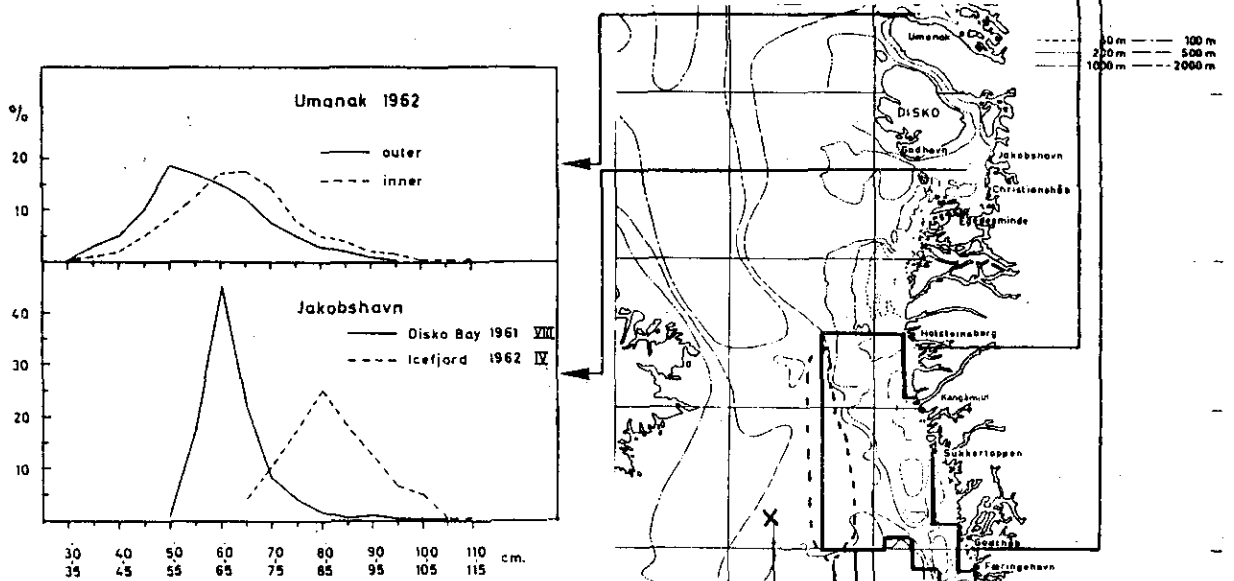 Umanak 1962
%
outer
inner
20
10
Jakobshavn
Disko Bay 1961 VIII
Icefjord 1962 IV
40
30
20
10
30 40 50 60 70 80 90 100 110 cm.
35 45 55 65 75 85 95 105 115
Umanak
DISKO
Godhavn
Jakobshavn
Christianshåb
Egedesminde
Holsteinsborg
Kangâmiut
Sukkertoppen
Godthåb
Færingehavn
X
50 m 100 m
200 m 500 m
1000 m 2000 m